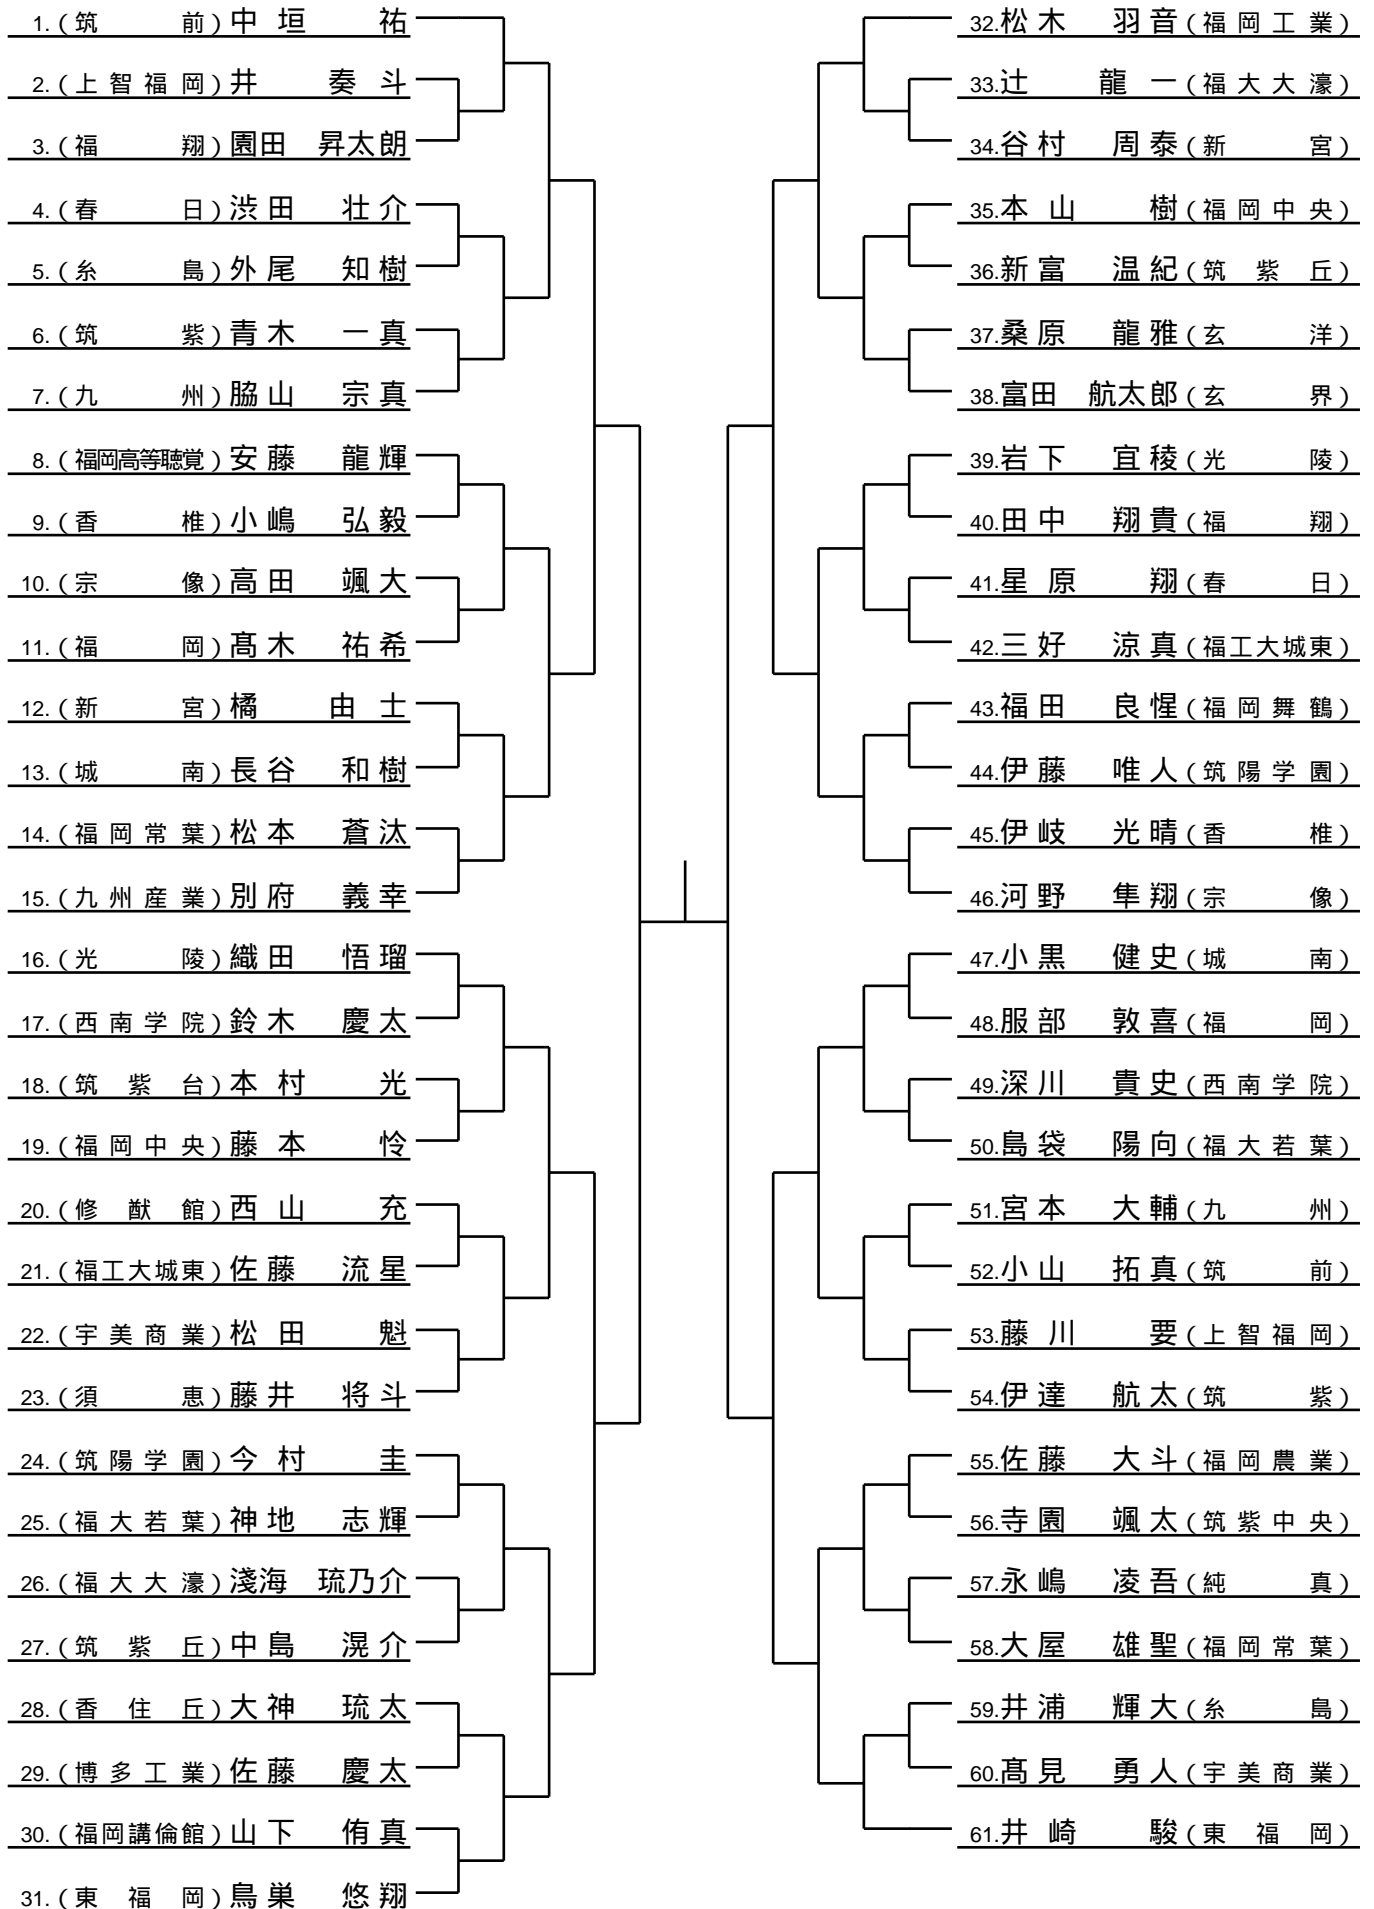 1.(筑前)中垣 祐
2.(上智福岡)井 奏斗
3.(福翔)園田 昇太朗
4.(春日)渋田 壮介
5.(糸島)外尾 知樹
6.(筑紫)青木 一真
7.(九州)脇山 宗真
8.(福岡高等聴覚)安藤 龍輝
9.(香椎)小嶋 弘毅
10.(宗像)高田 颯大
11.(福岡)髙木 祐希
12.(新宮)橘 由士
13.(城南)長谷 和樹
14.(福岡常葉)松本 蒼汰
15.(九州産業)別府 義幸
16.(光陵)織田 悟瑠
17.(西南学院)鈴木 慶太
18.(筑紫台)本村 光
19.(福岡中央)藤本 怜
20.(修猷館)西山 充
21.(福工大城東)佐藤 流星
22.(宇美商業)松田 魁
23.(須恵)藤井 将斗
24.(筑陽学園)今村 圭
25.(福大若葉)神地 志輝
26.(福大大濠)淺海 琉乃介
27.(筑紫丘)中島 滉介
28.(香住丘)大神 琉太
29.(博多工業)佐藤 慶太
30.(福岡講倫館)山下 侑真
31.(東福岡)鳥巣 悠翔
32.松木 羽音(福岡工業)
33.辻 龍一(福大大濠)
34.谷村 周泰(新宮)
35.本山 樹(福岡中央)
36.新富 温紀(筑紫丘)
37.桑原 龍雅(玄洋)
38.富田 航太郎(玄界)
39.岩下 宜稜(光陵)
40.田中 翔貴(福翔)
41.星原 翔(春日)
42.三好 涼真(福工大城東)
43.福田 良惺(福岡舞鶴)
44.伊藤 唯人(筑陽学園)
45.伊岐 光晴(香椎)
46.河野 隼翔(宗像)
47.小黒 健史(城南)
48.服部 敦喜(福岡)
49.深川 貴史(西南学院)
50.島袋 陽向(福大若葉)
51.宮本 大輔(九州)
52.小山 拓真(筑前)
53.藤川 要(上智福岡)
54.伊達 航太(筑紫)
55.佐藤 大斗(福岡農業)
56.寺園 颯太(筑紫中央)
57.永嶋 凌吾(純真)
58.大屋 雄聖(福岡常葉)
59.井浦 輝大(糸島)
60.髙見 勇人(宇美商業)
61.井崎 駿(東福岡)